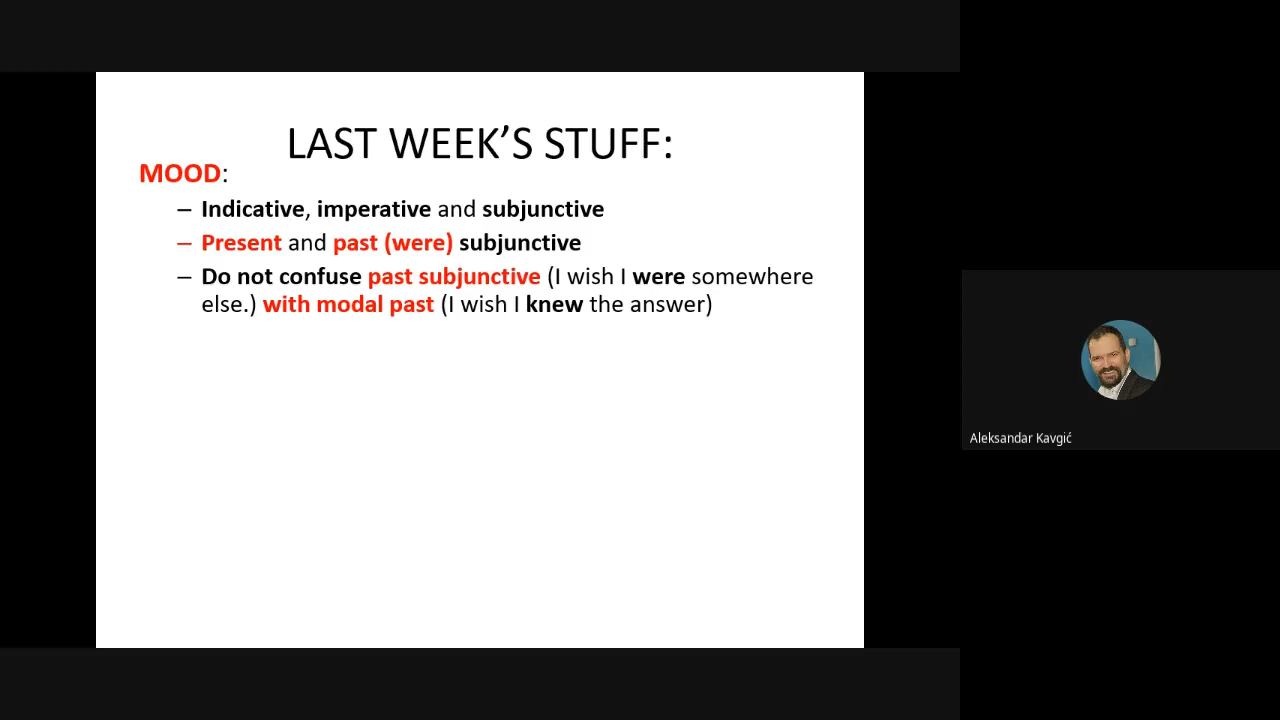 LAST WEEK’S STUFF:
MOOD:
– Indicative, imperative and subjunctive
– Present and past (were) subjunctive
– Do not confuse past subjunctive (I wish I were somewhere
else.) with modal past (I wish I knew the answer)
Aleksandar Kavgić